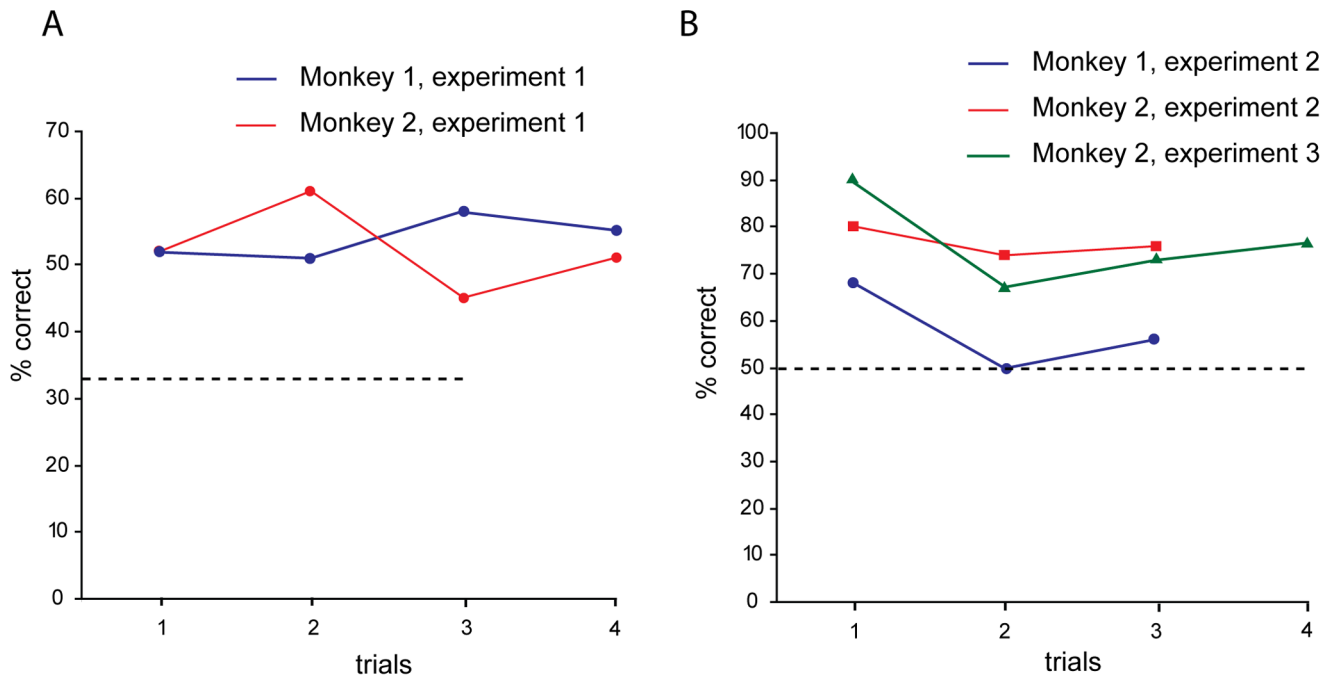 A
Monkey 1, experiment 1
Monkey 2, experiment 1
70
60
50
40
30
20
10
0
% correct
1 2 3 4
trials
B
Monkey 1, experiment 2
Monkey 2, experiment 2
Monkey 2, experiment 3
100
90
80
70
60
50
40
30
20
10
0
% correct
1 2 3 4
trials